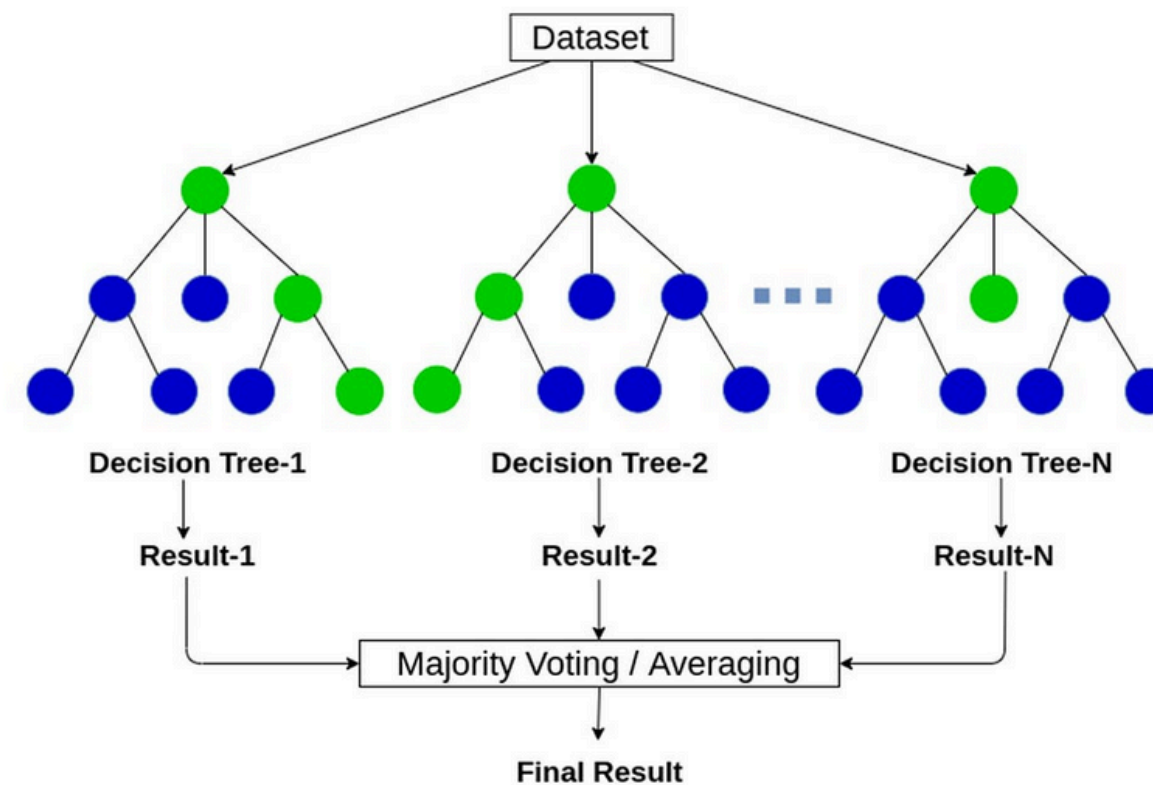 Dataset
Decision Tree-1
Decision Tree-2
Decision Tree-N
Result-1
Result-2
Result-N
Majority Voting / Averaging
Final Result